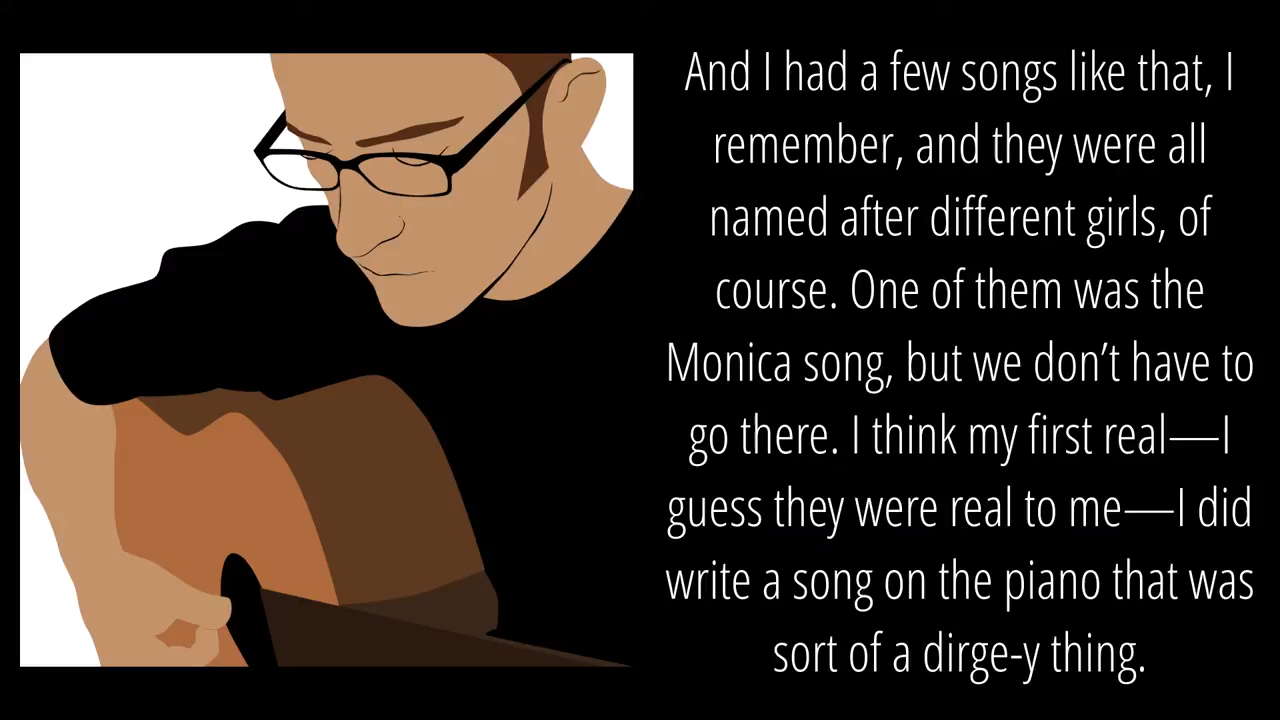 And I had a few songs like that, I
remember, and they were all
named after different girls, of
course. One of them was the
Monica song, but we don’t have to
go there. I think my first real—I
guess they were real to me—I did
write a song on the piano that was
sort of a dirge-y thing.